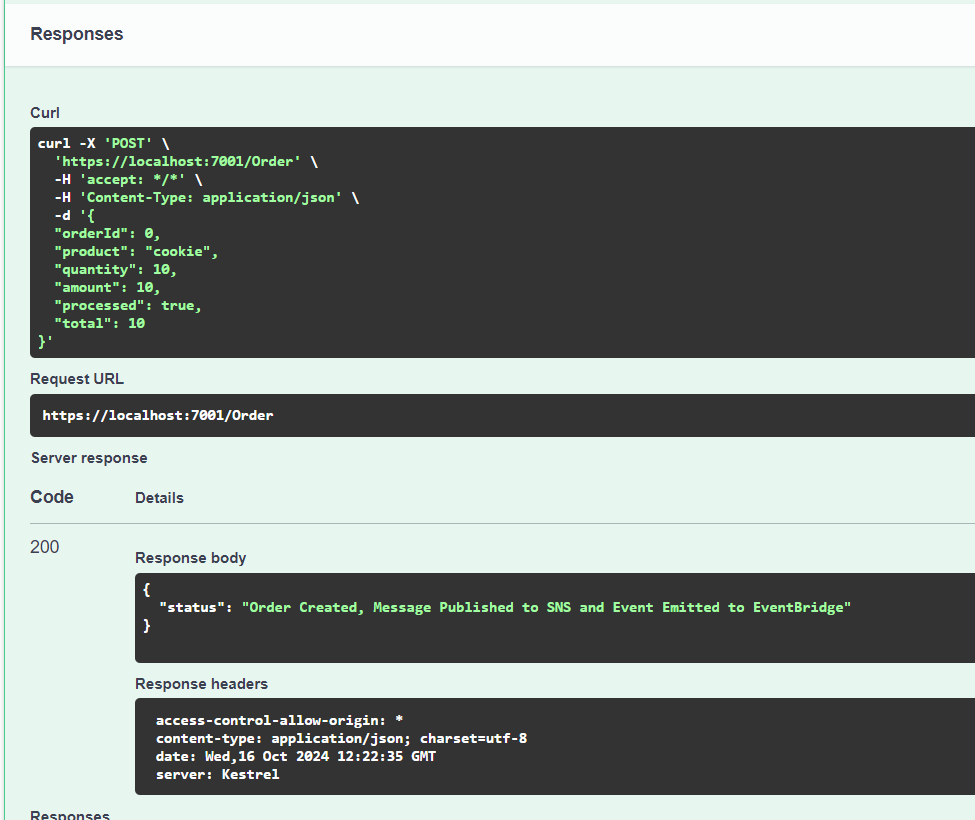 Responses
Curl
curl -X 'POST' \
  'https://localhost:7001/Order' \
  -H 'accept: */*' \
  -H 'Content-Type: application/json' \
  -d '{
  "orderId": 0,
  "product": "cookie",
  "quantity": 10,
  "amount": 10,
  "processed": true,
  "total": 10
}'
Request URL
https://localhost:7001/Order
Server response
Code Details
200
Response body
{
  "status": "Order Created, Message Published to SNS and Event Emitted to EventBridge"
}
Response headers
access-control-allow-origin: *
content-type: application/json; charset=utf-8
date: Wed,16 Oct 2024 12:22:35 GMT
server: Kestrel
Responses